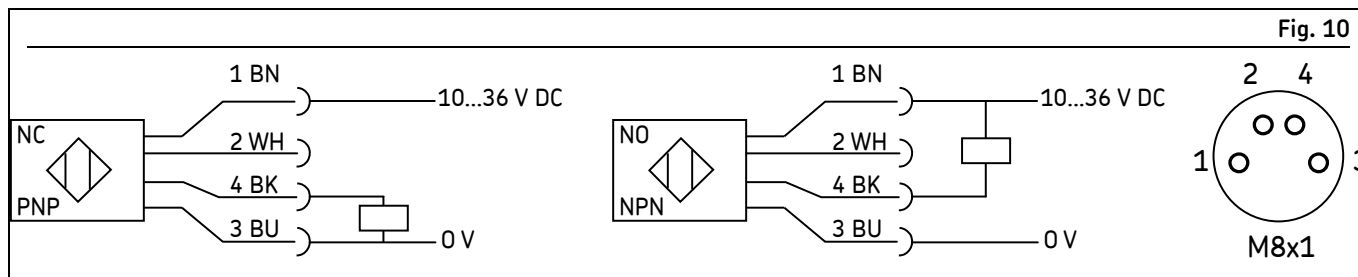 Fig. 10
NC
PNP
1 BN
2 WH
4 BK
3 BU
10...36 V DC
0 V
NO
NPN
1 BN
2 WH
4 BK
3 BU
10...36 V DC
0 V
2 4
1 3
M8x1